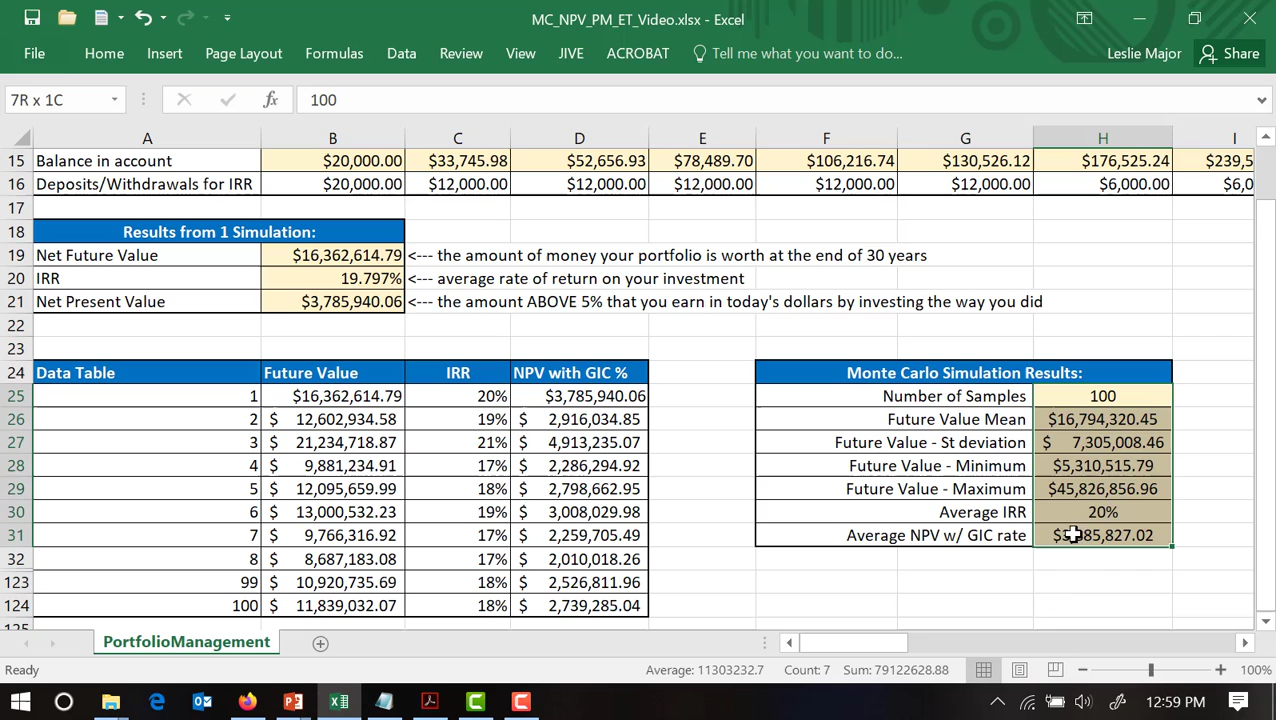 MC_NPV_PM_ET_Video.xlsx - Excel
File Home Insert Page Layout Formulas Data Review View JIVE ACROBAT Tell me what you want to do... Leslie Major Share
7R x 1C fx 100
A B C D E F G H I
15 Balance in account $20,000.00 $33,745.98 $52,656.93 $78,489.70 $106,216.74 $130,526.12 $176,525.24 $239,5
16 Deposits/Withdrawals for IRR $20,000.00 $12,000.00 $12,000.00 $12,000.00 $12,000.00 $12,000.00 $6,000.00 $6,0
17
18 Results from 1 Simulation:
19 Net Future Value $16,362,614.79 <--- the amount of money your portfolio is worth at the end of 30 years
20 IRR 19.797% <--- average rate of return on your investment
21 Net Present Value $3,785,940.06 <--- the amount ABOVE 5% that you earn in today's dollars by investing the way you did
22
23
24 Data Table Future Value IRR NPV with GIC % Monte Carlo Simulation Results:
25 1 $16,362,614.79 20% $3,785,940.06 Number of Samples 100
26 2 $ 12,602,934.58 19% $ 2,916,034.85 Future Value Mean $16,794,320.45
27 3 $ 21,234,718.87 21% $ 4,913,235.07 Future Value - St deviation $ 7,305,008.46
28 4 $ 9,881,234.91 17% $ 2,286,294.92 Future Value - Minimum $5,310,515.79
29 5 $ 12,095,659.99 18% $ 2,798,662.95 Future Value - Maximum $45,826,856.96
30 6 $ 13,000,532.23 19% $ 3,008,029.98 Average IRR 20%
31 7 $ 9,766,316.92 17% $ 2,259,705.49 Average NPV w/ GIC rate
32 8 $ 8,687,183.08 17% $ 2,010,018.26
123 99 $ 10,920,735.69 18% $ 2,526,811.96
124 100 $ 11,839,032.07 18% $ 2,739,285.04
125
PortfolioManagement
Ready Average: 11303232.7 Count: 7 Sum: 79122628.88 100%
12:59 PM